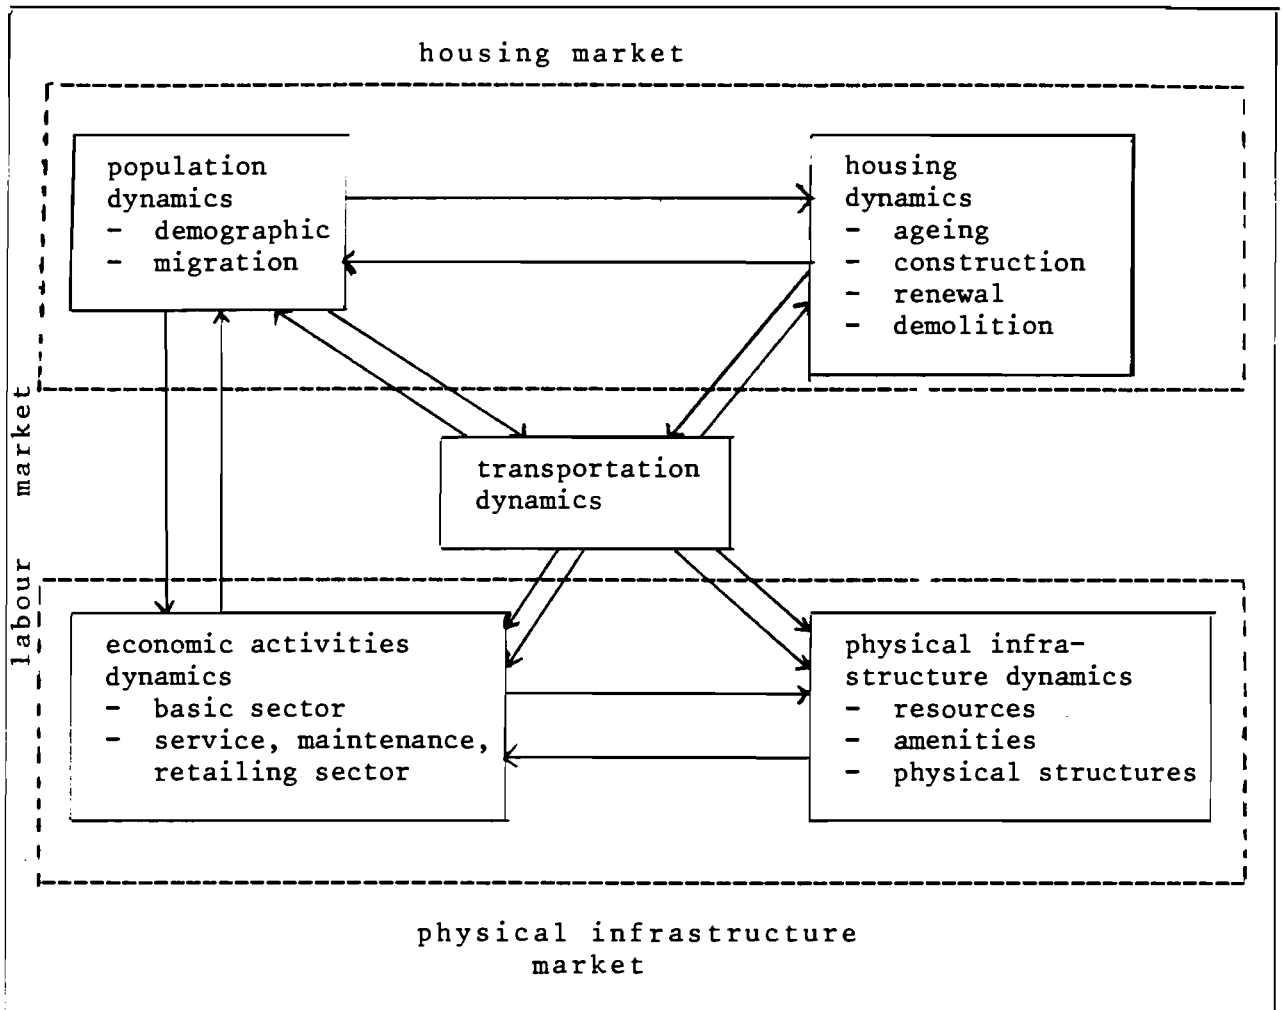 housing market
population
dynamics
- demographic
- migration
housing
dynamics
- ageing
- construction
- renewal
- demolition
labour market
transportation
dynamics
economic activities
dynamics
- basic sector
- service, maintenance,
retailing sector
physical infra-
structure dynamics
- resources
- amenities
- physical structures
physical infrastructure
market